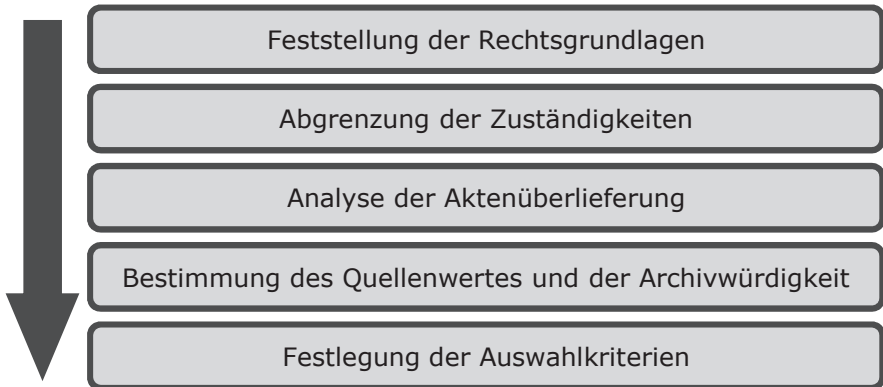 Feststellung der Rechtsgrundlagen
Abgrenzung der Zuständigkeiten
Analyse der Aktenüberlieferung
Bestimmung des Quellenwertes und der Archivwürdigkeit
Festlegung der Auswahlkriterien